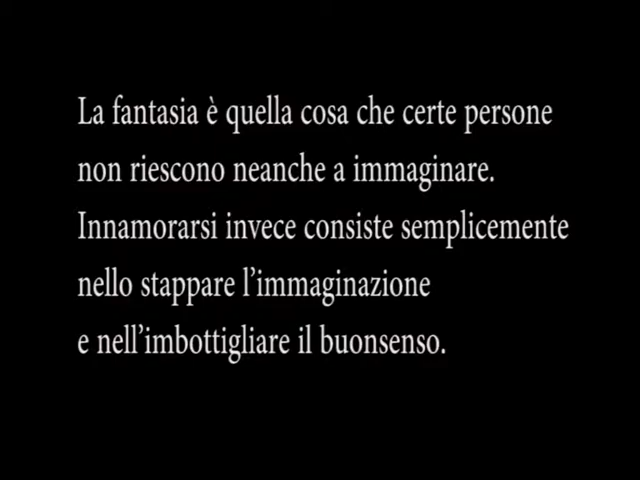 La fantasia è quella cosa che certe persone
non riescono neanche a immaginare.
Innamorarsi invece consiste semplicemente
nello stappare l’immaginazione
e nell’imbottigliare il buonsenso.